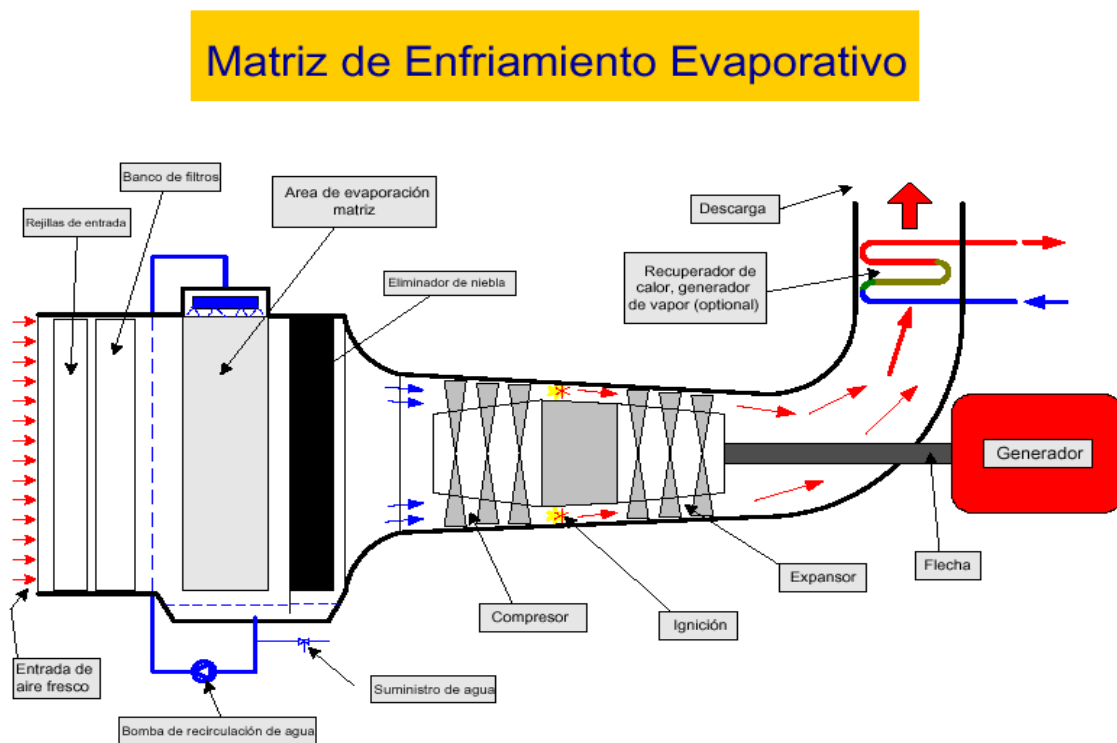 Matriz de Enfriamiento Evaporativo
Banco de filtros
Rejillas de entrada
Area de evaporación
matriz
Eliminador de niebla
Descarga
Recuperador de
calor, generador
de vapor (optional)
Generador
Flecha
Expansor
Ignición
Compresor
Entrada de
aire fresco
Suministro de agua
Bomba de recirculación de agua